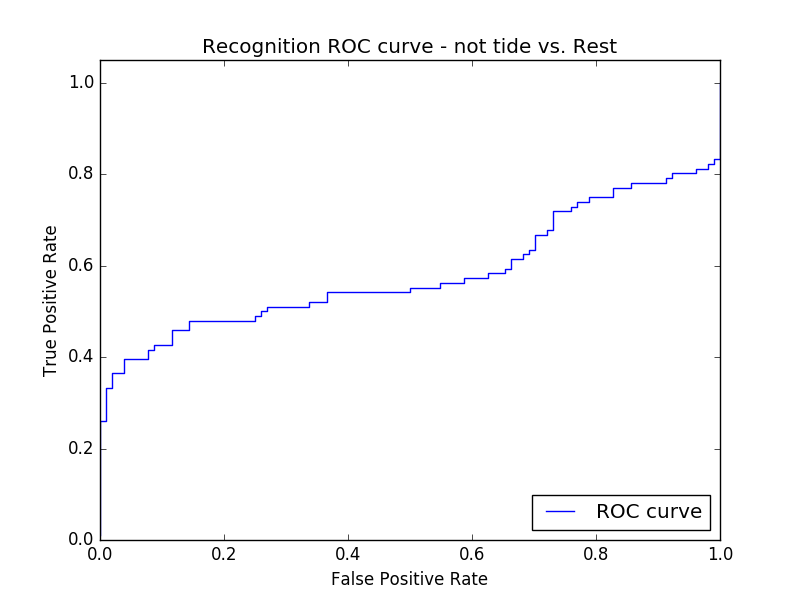 Recognition ROC curve - not tide vs. Rest
1.0
0.8
0.6
0.4
0.2
0.0
True Positive Rate
0.0 0.2 0.4 0.6 0.8 1.0
False Positive Rate
ROC curve